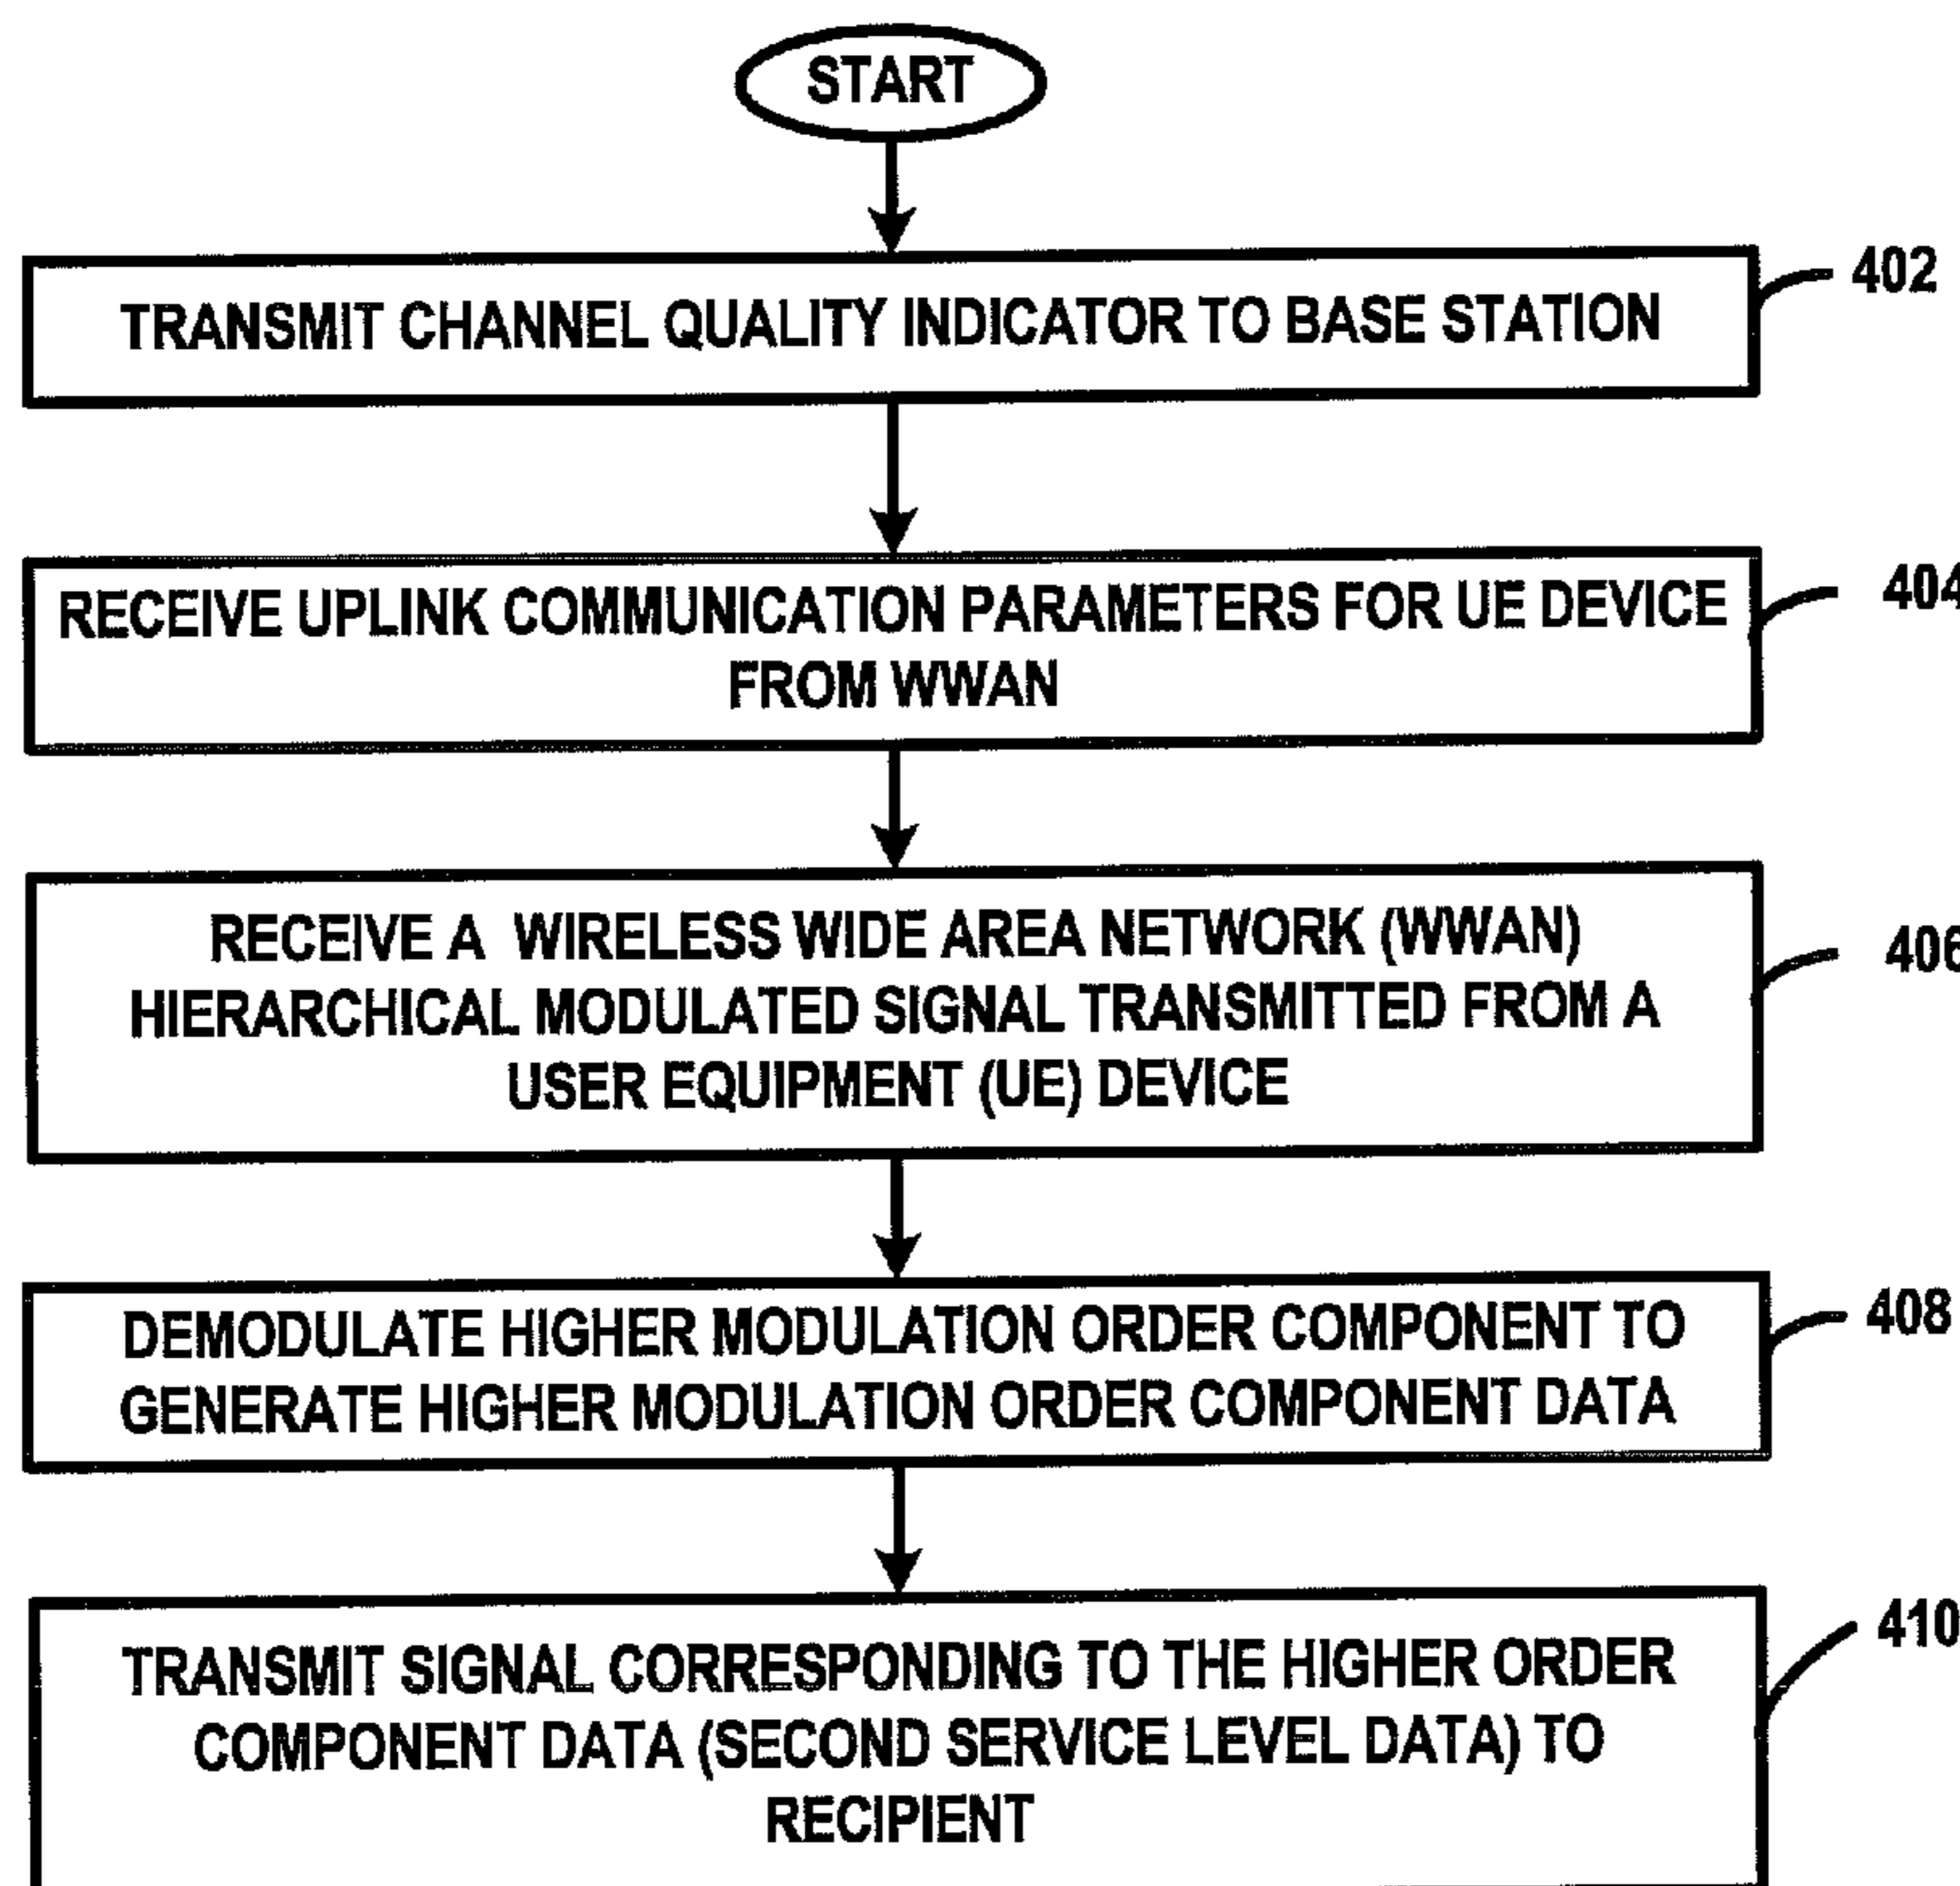 START
TRANSMIT CHANNEL QUALITY INDICATOR TO BASE STATION
402
RECEIVE UPLINK COMMUNICATION PARAMETERS FOR UE DEVICE
FROM WWAN
404
RECEIVE A WIRELESS WIDE AREA NETWORK (WWAN)
HIERARCHICAL MODULATED SIGNAL TRANSMITTED FROM A
USER EQUIPMENT (UE) DEVICE
406
DEMODULATE HIGHER MODULATION ORDER COMPONENT TO
GENERATE HIGHER MODULATION ORDER COMPONENT DATA
408
TRANSMIT SIGNAL CORRESPONDING TO THE HIGHER ORDER
COMPONENT DATA (SECOND SERVICE LEVEL DATA) TO
RECIPIENT
410